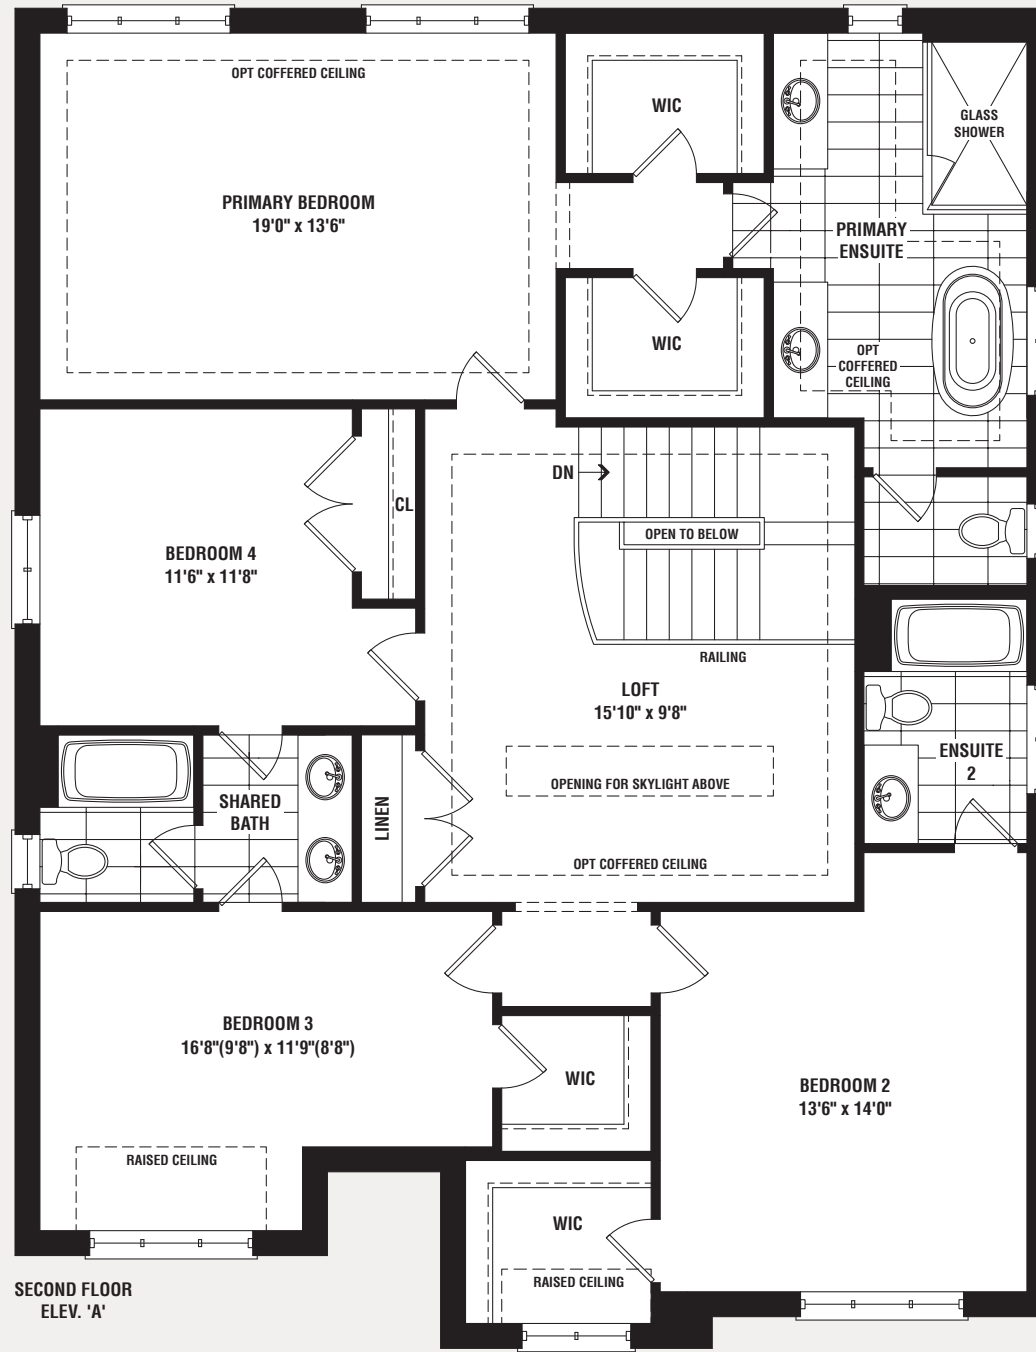 OPT COFFERED CEILING
PRIMARY BEDROOM
19'0" x 13'6"
WIC
GLASS
SHOWER
PRIMARY
ENSUITE
WIC
OPT
COFFERED
CEILING
BEDROOM 4
11'6" x 11'8"
CL
DN
OPEN TO BELOW
RAILING
LOFT
15'10" x 9'8"
OPENING FOR SKYLIGHT ABOVE
OPT COFFERED CEILING
ENSUITE
2
SHARED
BATH
LINEN
BEDROOM 3
16'8"(9'8") x 11'9"(8'8")
RAISED CEILING
WIC
BEDROOM 2
13'6" x 14'0"
WIC
RAISED CEILING
SECOND FLOOR
ELEV. 'A'